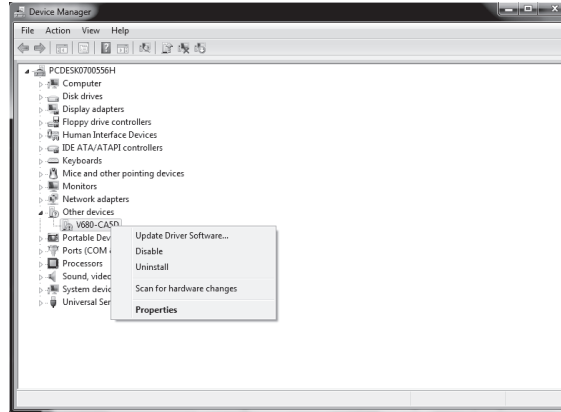 Device Manager
File Action View Help
PCDESK0700556H
Computer
Disk drives
Display adapters
Floppy drive controllers
Human Interface Devices
IDE ATA/ATAPI controllers
Keyboards
Mice and other pointing devices
Monitors
Network adapters
Other devices
V680-CA5D
Portable Dev
Ports (COM
Processors
Sound, videc
System devic
Universal Ser
Update Driver Software...
Disable
Uninstall
Scan for hardware changes
Properties